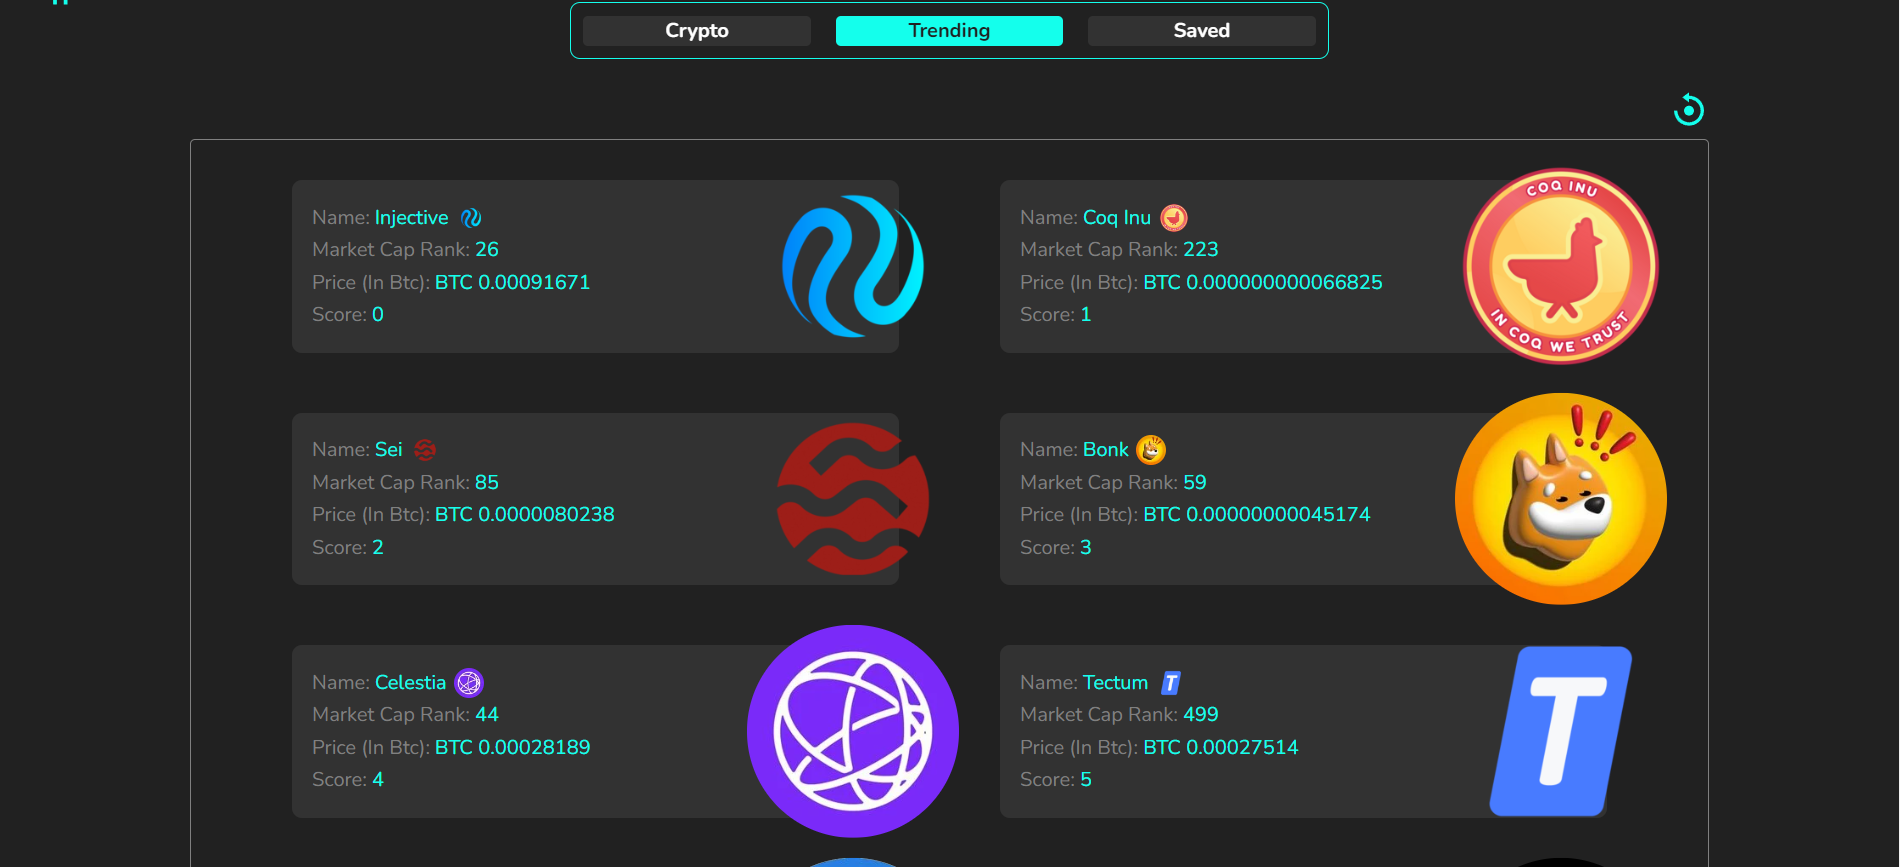 Crypto
Trending
Saved
Name: Injective
Market Cap Rank: 26
Price (In Btc): BTC 0.00091671
Score: 0
Name: Coq Inu
Market Cap Rank: 223
Price (In Btc): BTC 0.000000000066825
Score: 1
COQ INU
IN COQ WE TRUST
Name: Sei
Market Cap Rank: 85
Price (In Btc): BTC 0.0000080238
Score: 2
Name: Bonk
Market Cap Rank: 59
Price (In Btc): BTC 0.00000000045174
Score: 3
!!!
Name: Celestia
Market Cap Rank: 44
Price (In Btc): BTC 0.00028189
Score: 4
Name: Tectum
T
Market Cap Rank: 499
Price (In Btc): BTC 0.00027514
Score: 5
T